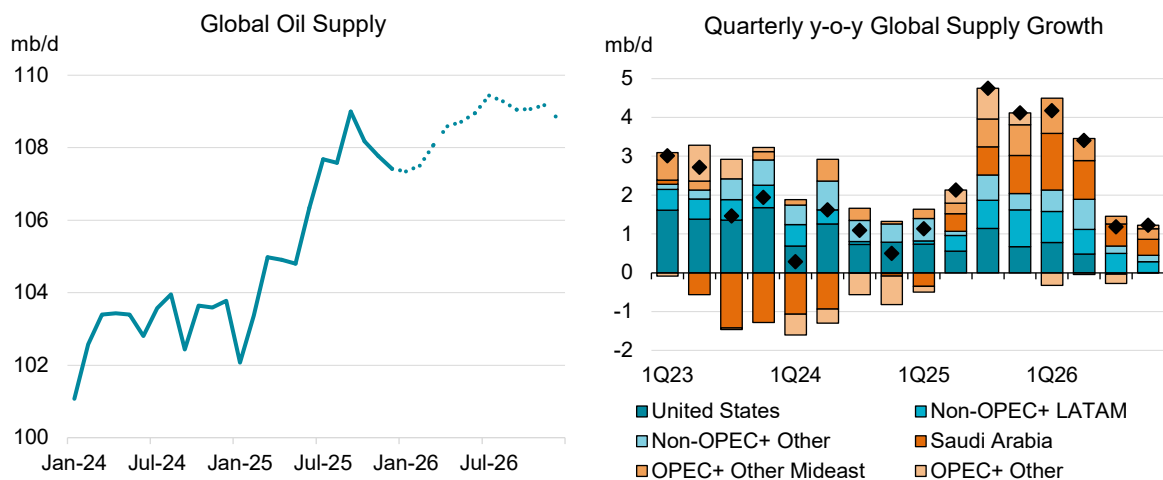 Global Oil Supply
mb/d
110
108
106
104
102
100
Jan-24 Jul-24 Jan-25 Jul-25 Jan-26 Jul-26
Quarterly y-o-y Global Supply Growth
mb/d
5
4
3
2
1
0
-1
-2
1Q23 1Q24 1Q25 1Q26
United States Non-OPEC+ LATAM
Non-OPEC+ Other Saudi Arabia
OPEC+ Other Mideast OPEC+ Other